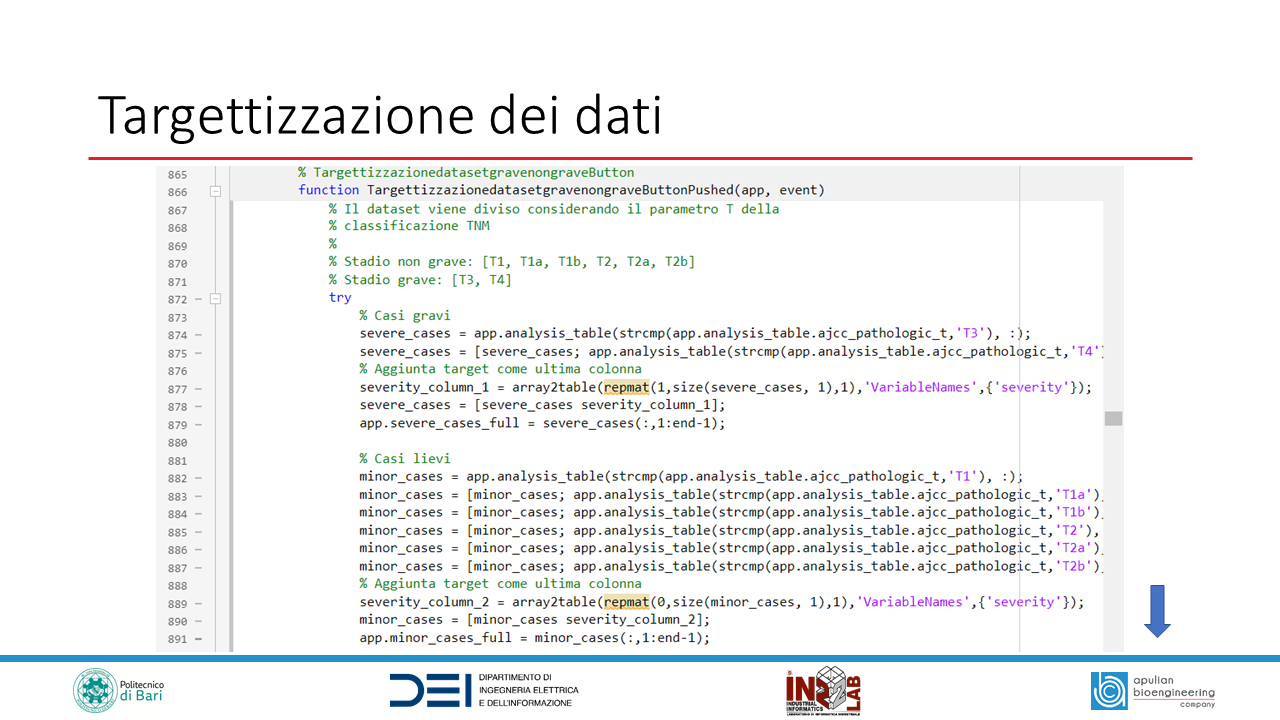 Targettizzazione dei dati
865 % TargettizzazionedatasetgravenongraveButton
866 function TargettizzazionedatasetgravenongraveButtonPushed(app, event)
867 % Il dataset viene diviso considerando il parametro T della
868 % classificazione TNM
869 %
870 % Stadio non grave: [T1, T1a, T1b, T2, T2a, T2b]
871 % Stadio grave: [T3, T4]
872 try
873 % Casi gravi
874 severe_cases = app.analysis_table(strcmp(app.analysis_table.ajcc_pathologic_t,'T3'), :);
875 severe_cases = [severe_cases; app.analysis_table(strcmp(app.analysis_table.ajcc_pathologic_t,'T4')
876 % Aggiunta target come ultima colonna
877 severity_column_1 = array2table(repmat(1,size(severe_cases, 1),1),'VariableNames',{'severity'});
878 severe_cases = [severe_cases severity_column_1];
879 app.severe_cases_full = severe_cases(:,1:end-1);
880
881 % Casi lievi
882 minor_cases = app.analysis_table(strcmp(app.analysis_table.ajcc_pathologic_t,'T1'), :);
883 minor_cases = [minor_cases; app.analysis_table(strcmp(app.analysis_table.ajcc_pathologic_t,'T1a')
884 minor_cases = [minor_cases; app.analysis_table(strcmp(app.analysis_table.ajcc_pathologic_t,'T1b')
885 minor_cases = [minor_cases; app.analysis_table(strcmp(app.analysis_table.ajcc_pathologic_t,'T2'),
886 minor_cases = [minor_cases; app.analysis_table(strcmp(app.analysis_table.ajcc_pathologic_t,'T2a')
887 minor_cases = [minor_cases; app.analysis_table(strcmp(app.analysis_table.ajcc_pathologic_t,'T2b')
888 % Aggiunta target come ultima colonna
889 severity_column_2 = array2table(repmat(0,size(minor_cases, 1),1),'VariableNames',{'severity'});
890 minor_cases = [minor_cases severity_column_2];
891 app.minor_cases_full = minor_cases(:,1:end-1);
Politecnico
di Bari
DEI
DIPARTIMENTO DI
INGEGNERIA ELETTRICA
E DELL'INFORMAZIONE
INDUSTRIAL
INFORMATICS
LAB
LABORATORIO DI INFORMATICA INDUSTRIALE
apulian
bioengineering
company